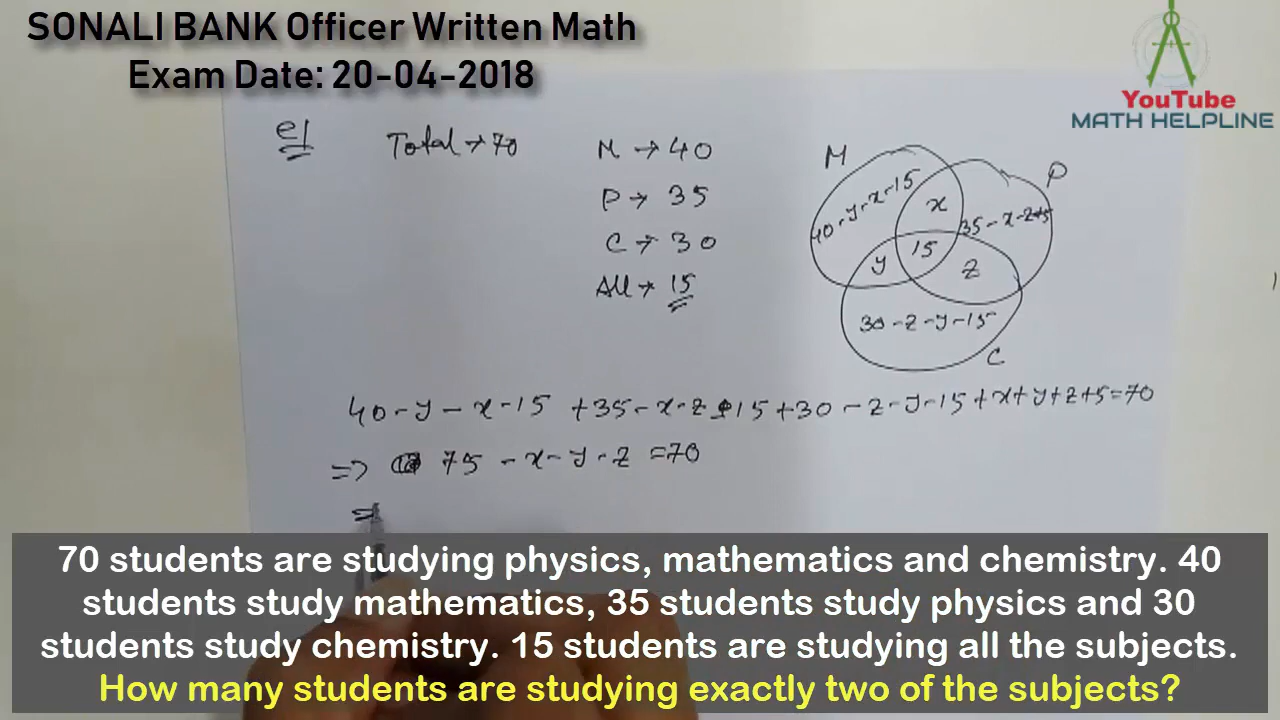 SONALI BANK Officer Written Math
Exam Date: 20-04-2018
YouTube
MATH HELPLINE
Total → 70
M → 40
P → 35
C → 30
All → 15
M
P
40-y-x-15
x
35-x-z+5
y
15
z
30-z-y-15
C
40-y-x-15 +35-x-z-15+30-z-y-15+x+y+z+5=70
=> 75-x-y-z=70
=
70 students are studying physics, mathematics and chemistry. 40
students study mathematics, 35 students study physics and 30
students study chemistry. 15 students are studying all the subjects.
How many students are studying exactly two of the subjects?